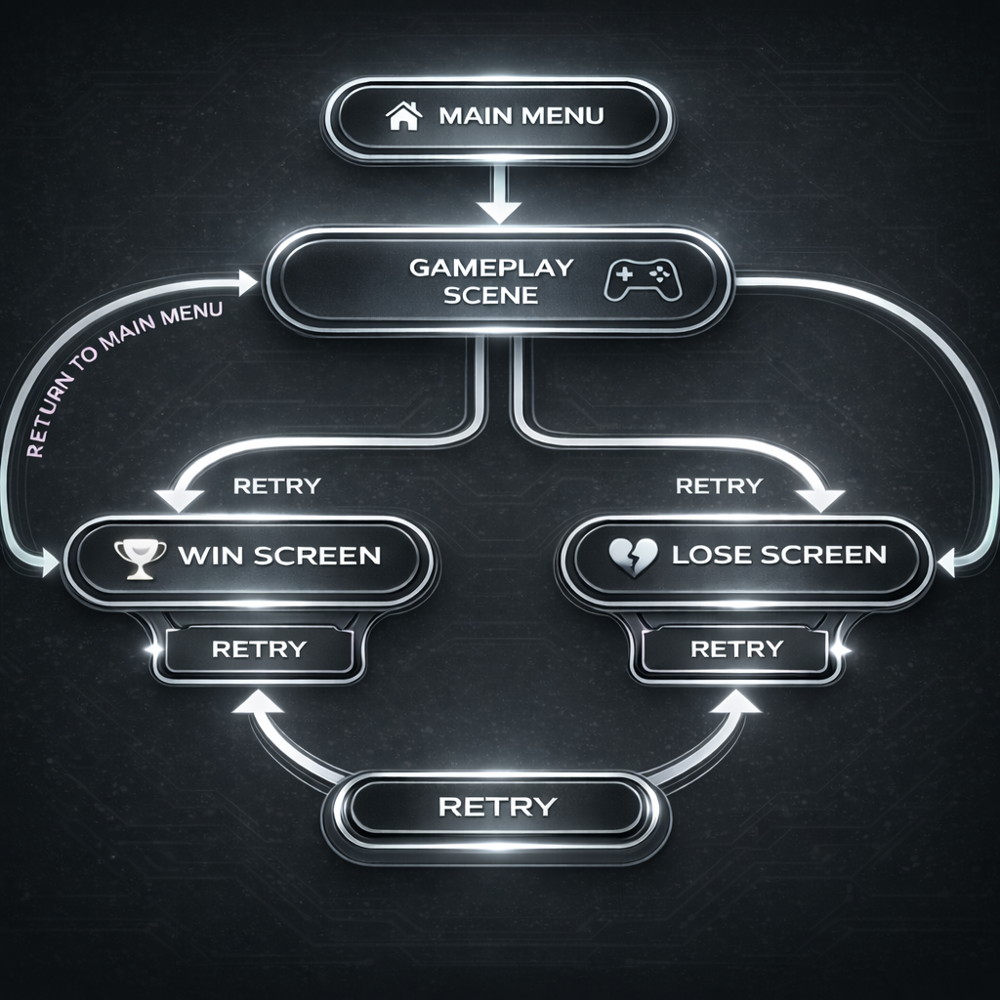 MAIN MENU
GAMEPLAY
SCENE
RETURN TO MAIN MENU
RETRY
RETRY
WIN SCREEN
LOSE SCREEN
RETRY
RETRY
RETRY